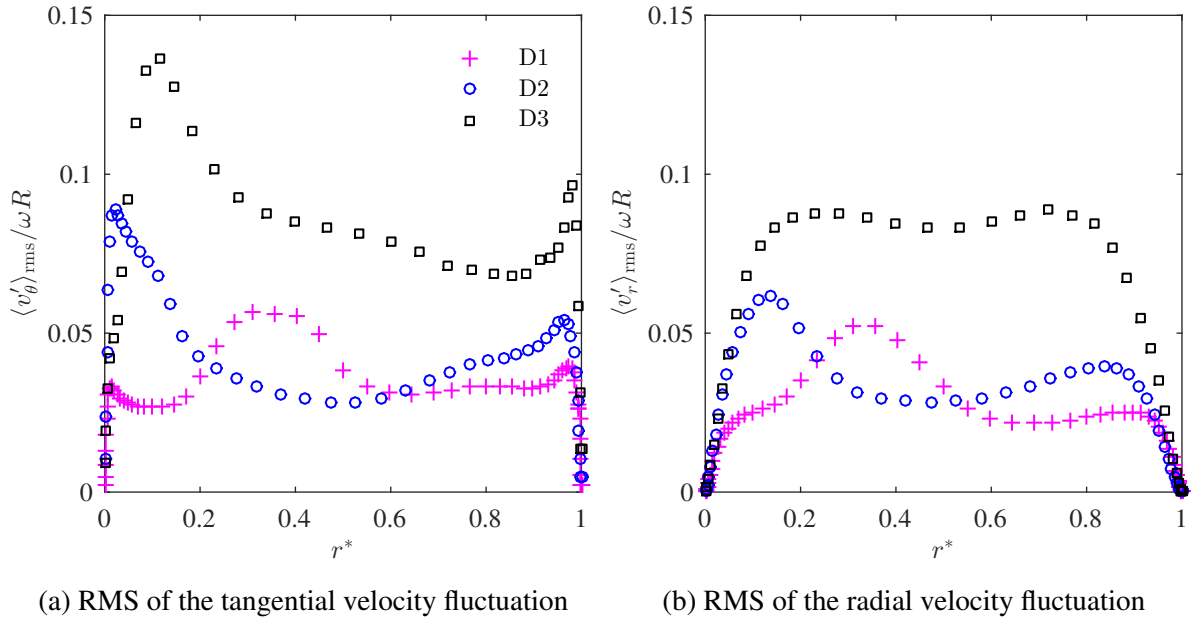 0.15
0.1
0.05
0
0 0.2 0.4 0.6 0.8 1
r*
⟨v′θ⟩rms/ωR
D1
D2
D3
(a) RMS of the tangential velocity fluctuation
0.15
0.1
0.05
0
0 0.2 0.4 0.6 0.8 1
r*
⟨v′r⟩rms/ωR
(b) RMS of the radial velocity fluctuation